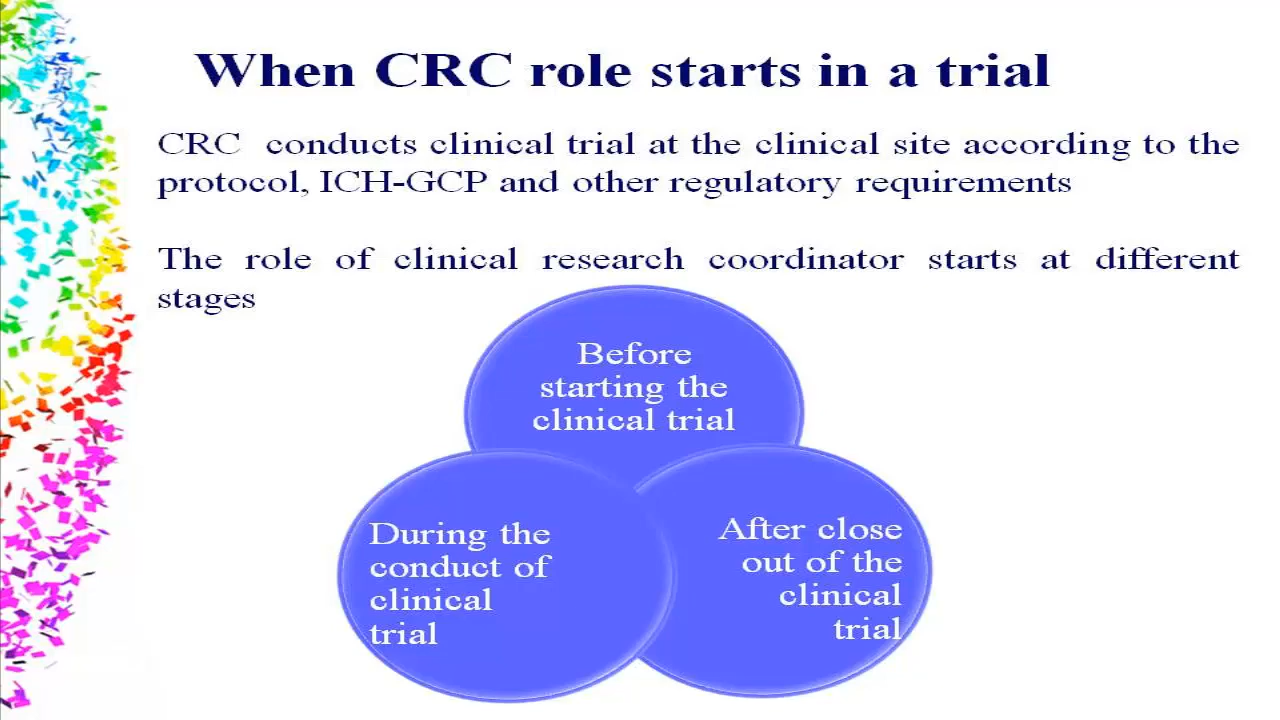 When CRC role starts in a trial
CRC conducts clinical trial at the clinical site according to the
protocol, ICH-GCP and other regulatory requirements
The role of clinical research coordinator starts at different
stages
Before
starting the
clinical trial
During the
conduct of
clinical
trial
After close
out of the
clinical
trial